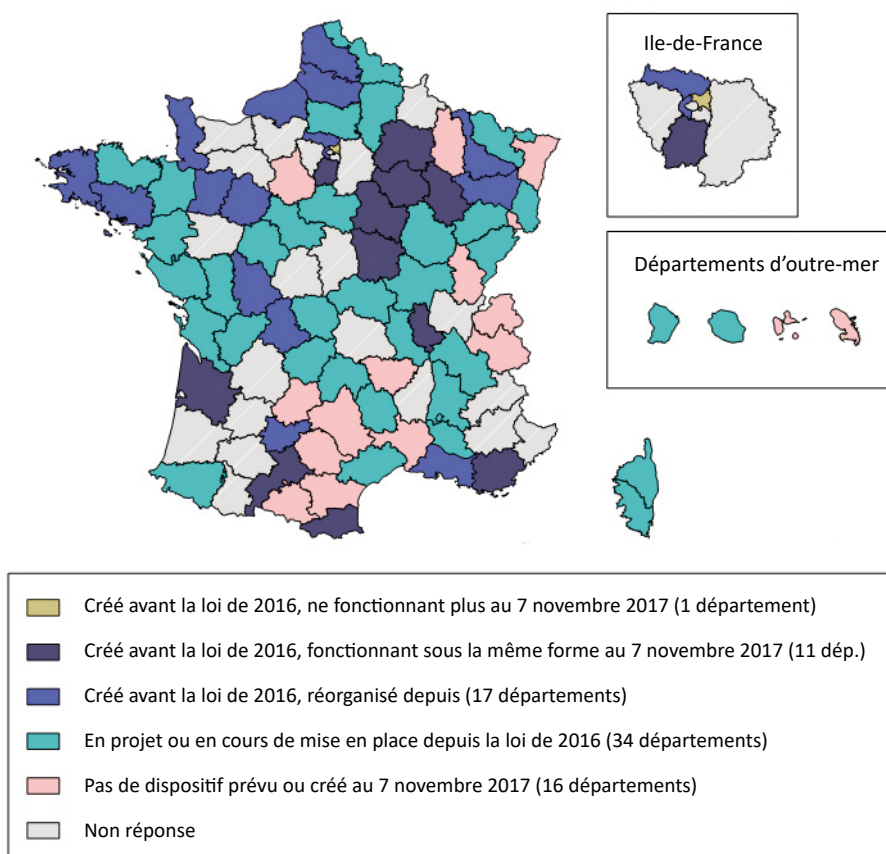 Ile-de-France
Départements d'outre-mer
Créé avant la loi de 2016, ne fonctionnant plus au 7 novembre 2017 (1 département)
Créé avant la loi de 2016, fonctionnant sous la même forme au 7 novembre 2017 (11 dép.)
Créé avant la loi de 2016, réorganisé depuis (17 départements)
En projet ou en cours de mise en place depuis la loi de 2016 (34 départements)
Pas de dispositif prévu ou créé au 7 novembre 2017 (16 départements)
Non réponse